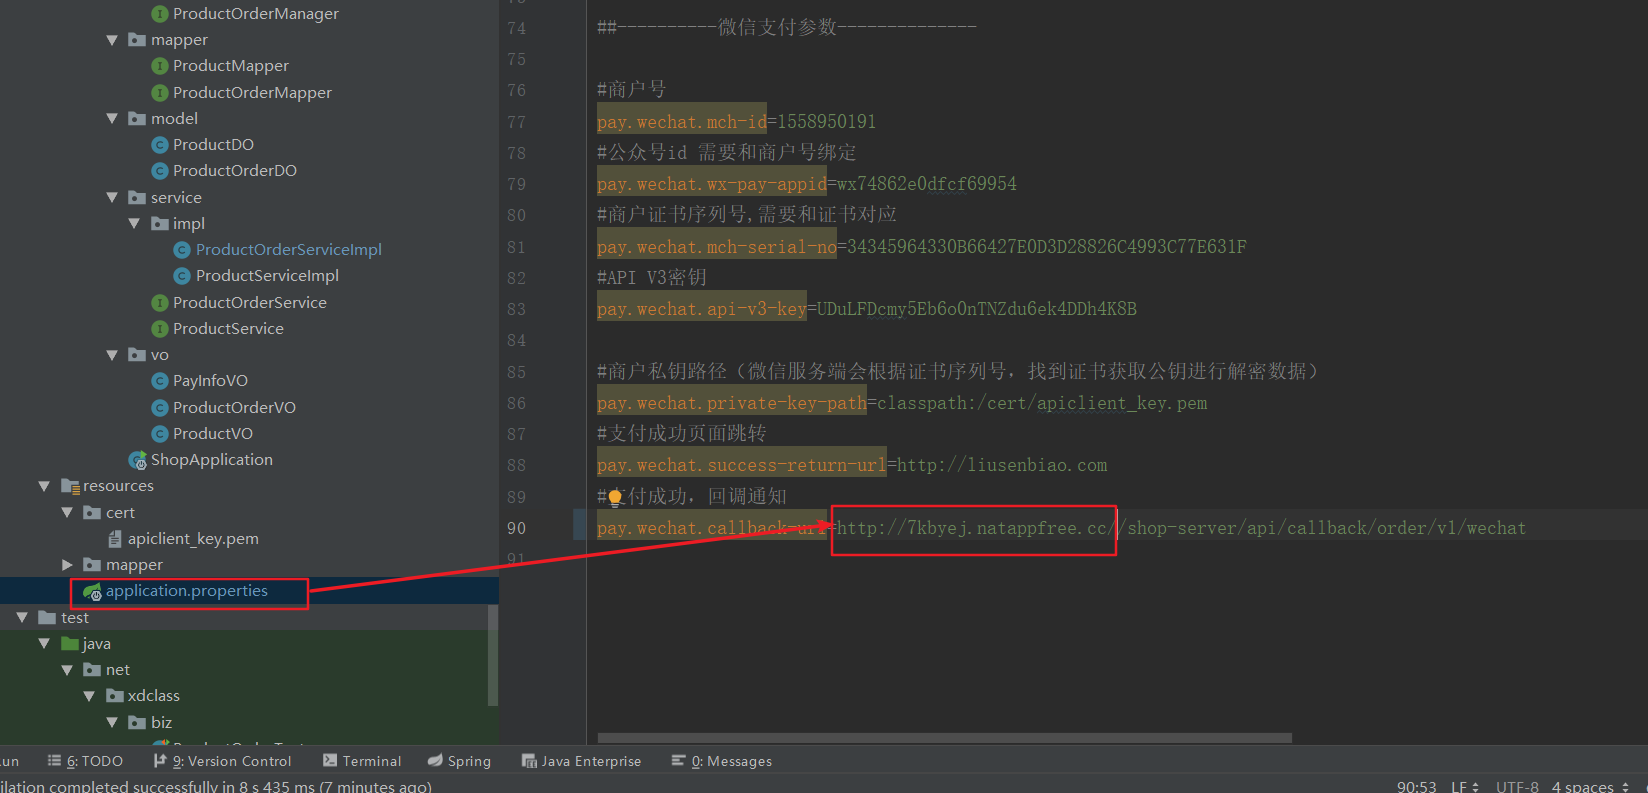 ProductOrderManager
mapper
ProductMapper
ProductOrderMapper
model
ProductDO
ProductOrderDO
service
impl
ProductOrderServiceImpl
ProductServiceImpl
ProductOrderService
ProductService
vo
PayInfoVO
ProductOrderVO
ProductVO
ShopApplication
resources
cert
apiclient_key.pem
mapper
application.properties
test
java
net
xdclass
biz
74 ##----------微信支付参数--------------
75
76 #商户号
77 pay.wechat.mch-id=1558950191
78 #公众号id 需要和商户号绑定
79 pay.wechat.wx-pay-appid=wx74862e0dfcf69954
80 #商户证书序列号,需要和证书对应
81 pay.wechat.mch-serial-no=34345964330B66427E0D3D28826C4993C77E631F
82 #API V3密钥
83 pay.wechat.api-v3-key=UDuLFDcmy5Eb6o0nTNZdu6ek4DDh4K8B
84
85 #商户私钥路径（微信服务端会根据证书序列号，找到证书获取公钥进行解密数据）
86 pay.wechat.private-key-path=classpath:/cert/apiclient_key.pem
87 #支付成功页面跳转
88 pay.wechat.success-return-url=http://liusenbiao.com
89 #支付成功，回调通知
90 pay.wechat.callback-url=http://7kbyej.natappfree.cc//shop-server/api/callback/order/v1/wechat
91
un 6: TODO 9: Version Control Terminal Spring Java Enterprise 0: Messages
ilation completed successfully in 8 s 435 ms (7 minutes ago) 90:53 LF UTF-8 4 spaces